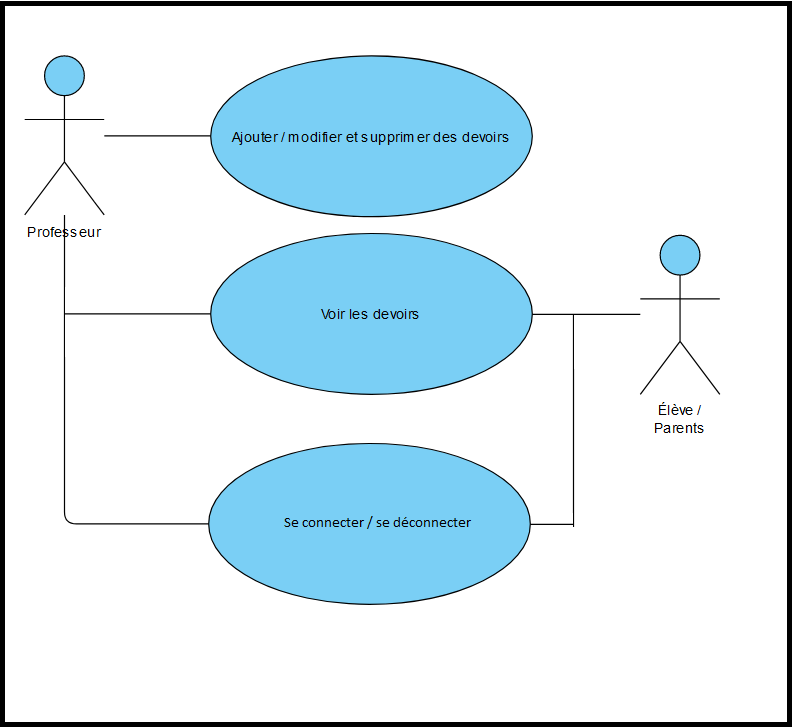 Ajouter / modifier et supprimer des devoirs
Professeur
Voir les devoirs
Élève /
Parents
Se connecter / se déconnecter